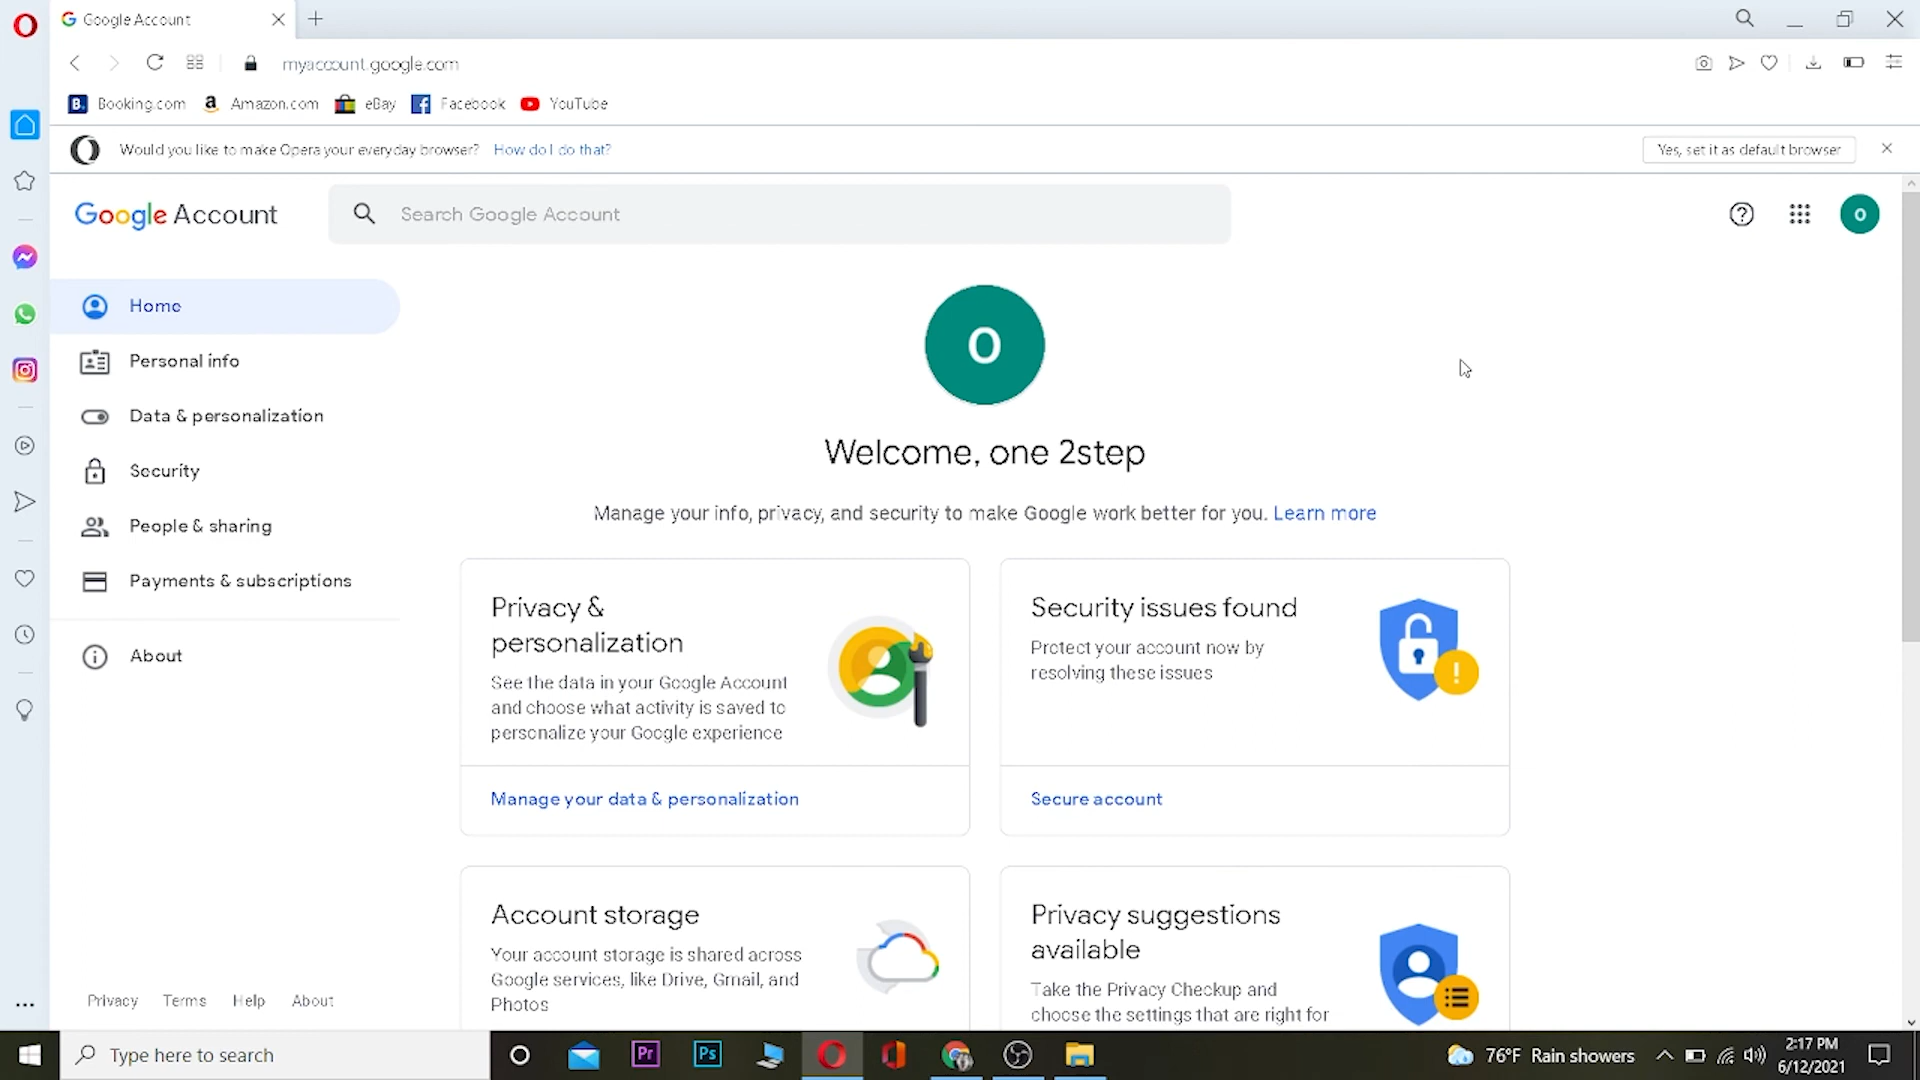 Google Account
myaccount.google.com
B. Booking.com
a Amazon.com
eBay
Facebook
YouTube
Would you like to make Opera your everyday browser? How do I do that?
Yes, set it as default browser
Google Account
Search Google Account
O
Home
Personal info
Data & personalization
Security
People & sharing
Payments & subscriptions
About
O
Welcome, one 2step
Manage your info, privacy, and security to make Google work better for you. Learn more
Privacy &
personalization
See the data in your Google Account
and choose what activity is saved to
personalize your Google experience
Manage your data & personalization
Security issues found
Protect your account now by
resolving these issues
Secure account
Account storage
Your account storage is shared across
Google services, like Drive, Gmail, and
Photos
Privacy suggestions
available
Take the Privacy Checkup and
choose the settings that are right for
Privacy Terms Help About
Type here to search
Pr
Ps
76°F Rain showers
2:17 PM
6/12/2021